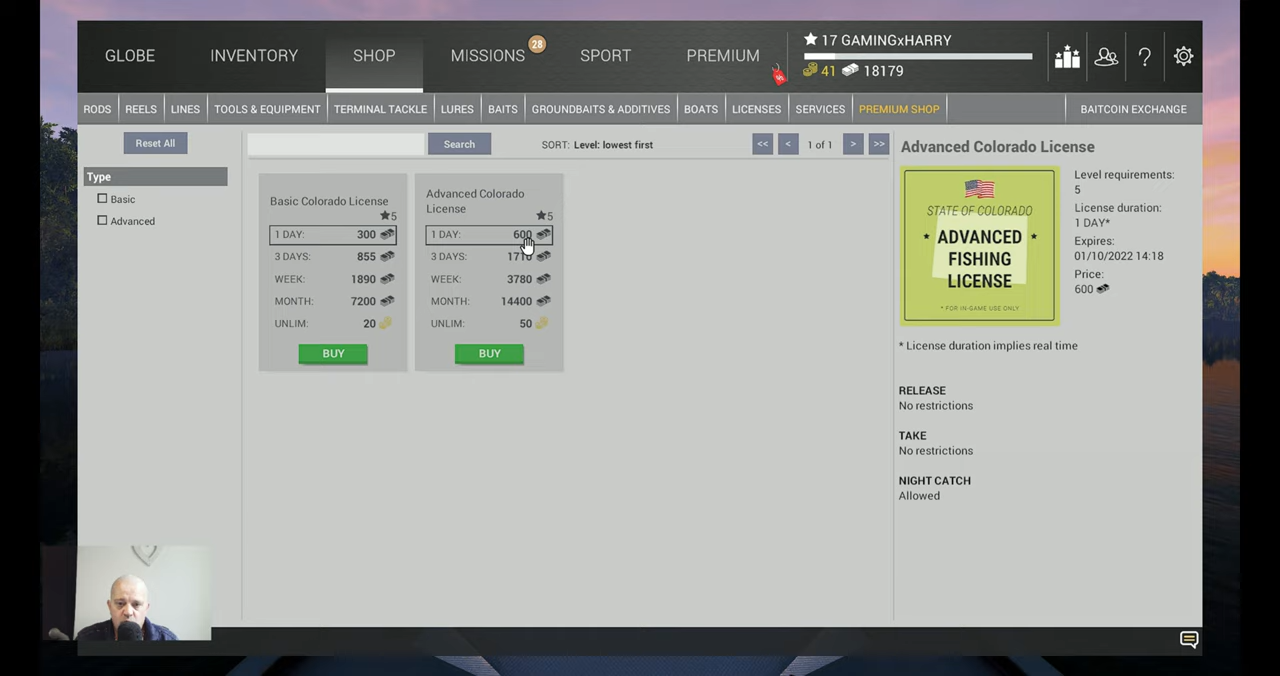 GLOBE
INVENTORY
SHOP
MISSIONS
28
SPORT
PREMIUM
17 GAMINGxHARRY
41 18179
?
RODS
REELS
LINES
TOOLS & EQUIPMENT
TERMINAL TACKLE
LURES
BAITS
GROUNDBAITS & ADDITIVES
BOATS
LICENSES
SERVICES
PREMIUM SHOP
BAITCOIN EXCHANGE
Reset All
Type
Basic
Advanced
Search
SORT: Level: lowest first
<< < 1 of 1 > >>
Basic Colorado License
5
1 DAY: 300
3 DAYS: 855
WEEK: 1890
MONTH: 7200
UNLIM: 20
BUY
Advanced Colorado
License
5
1 DAY: 600
3 DAYS: 1710
WEEK: 3780
MONTH: 14400
UNLIM: 50
BUY
Advanced Colorado License
STATE OF COLORADO
ADVANCED
FISHING
LICENSE
* FOR IN-GAME USE ONLY
Level requirements:
5
License duration:
1 DAY*
Expires:
01/10/2022 14:18
Price:
600
* License duration implies real time
RELEASE
No restrictions
TAKE
No restrictions
NIGHT CATCH
Allowed